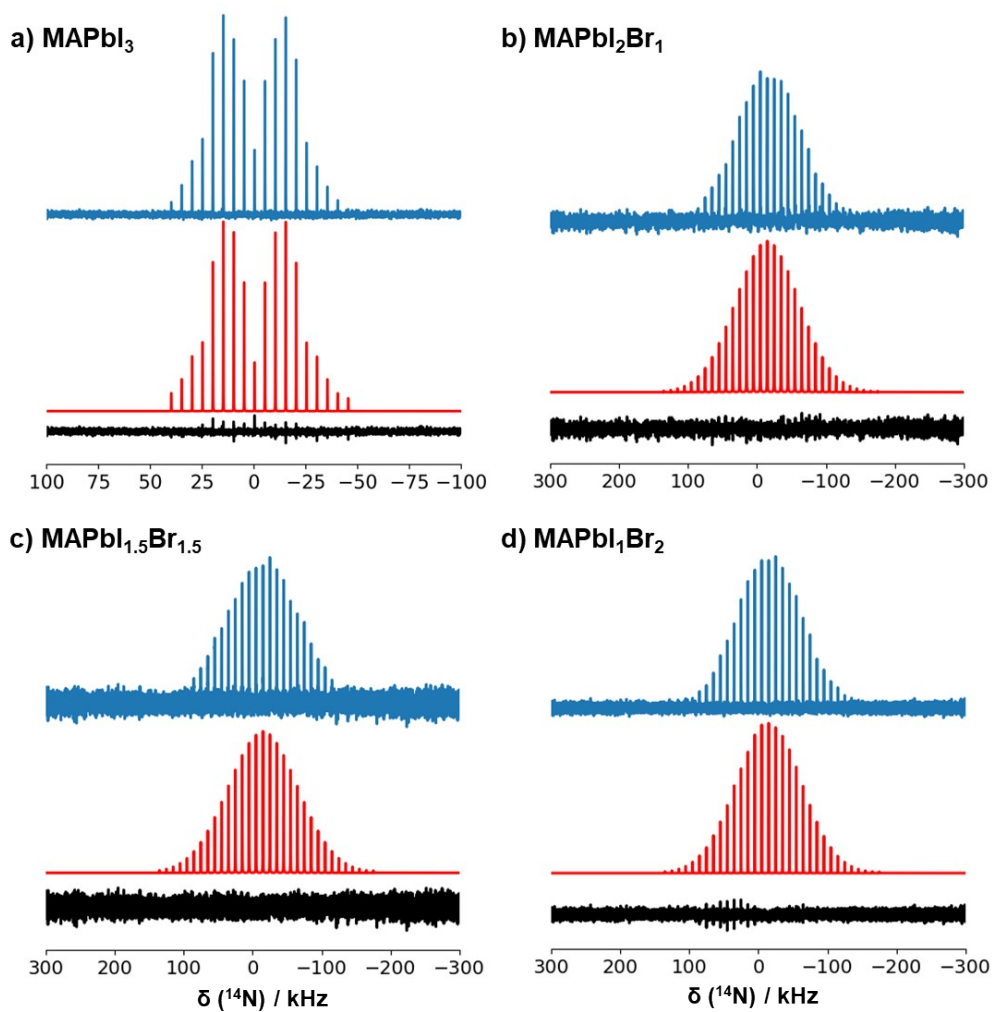 a) MAPbI₃
b) MAPbI₂Br₁
100 75 50 25 0 −25 −50 −75 −100
300 200 100 0 −100 −200 −300
c) MAPbI₁.₅Br₁.₅
d) MAPbI₁Br₂
300 200 100 0 −100 −200 −300
300 200 100 0 −100 −200 −300
δ (¹⁴N) / kHz
δ (¹⁴N) / kHz